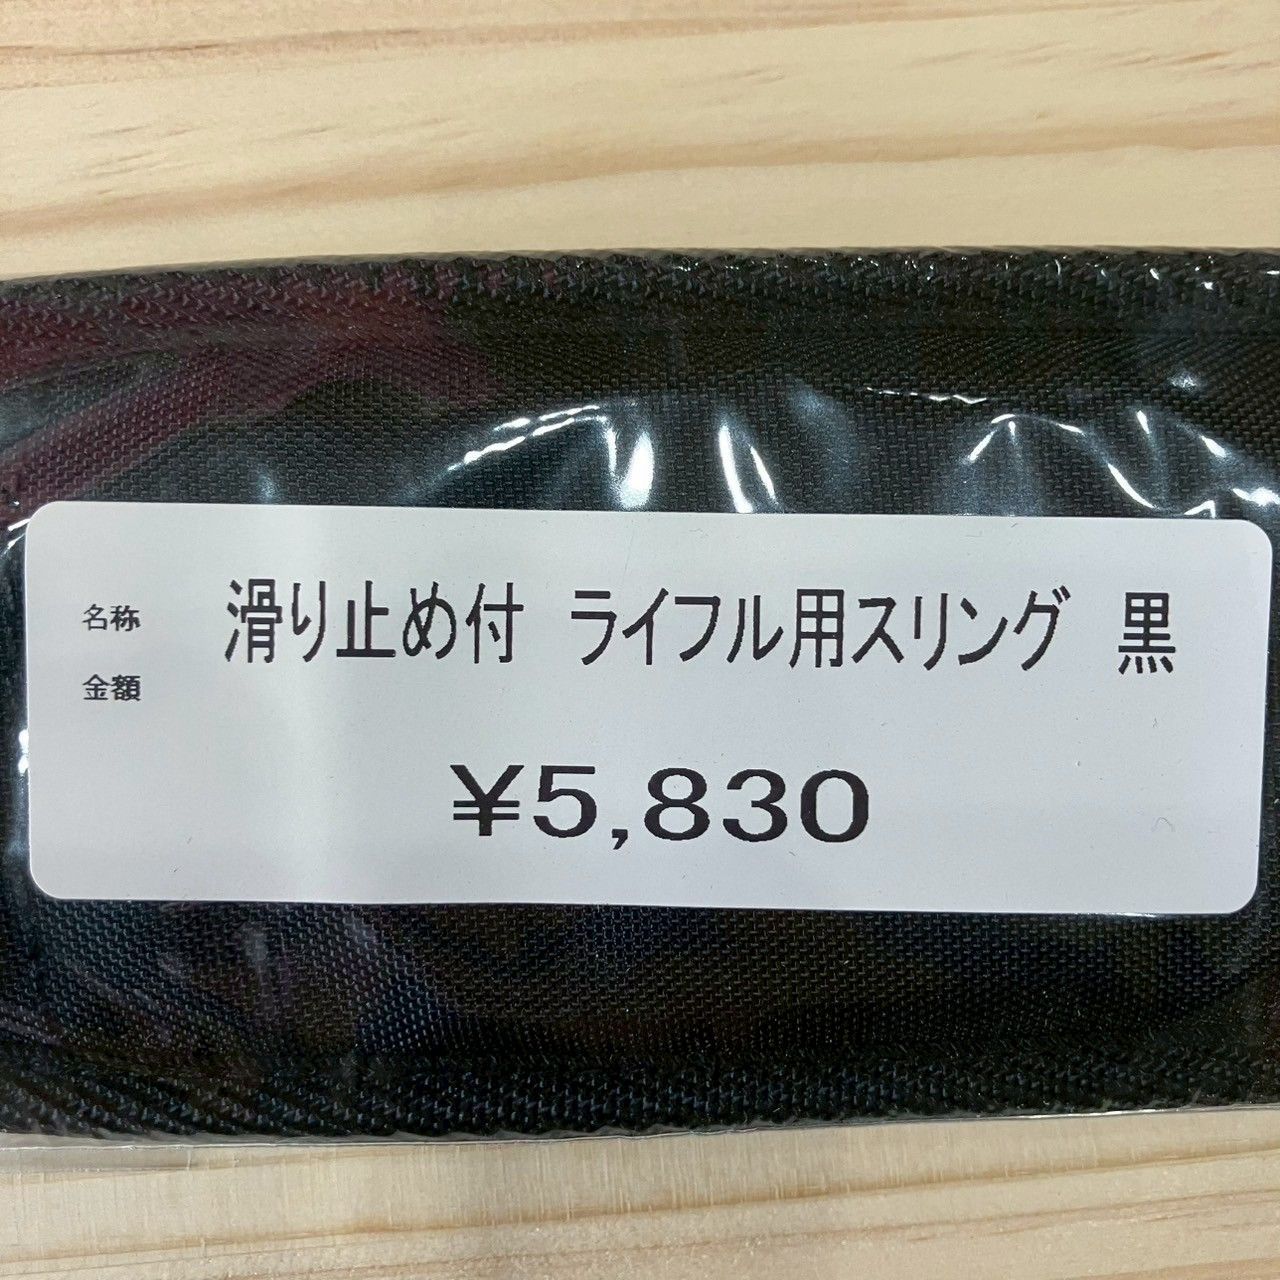 名称 滑り止め付 ライフル用スリング 黒
金額
¥5,830